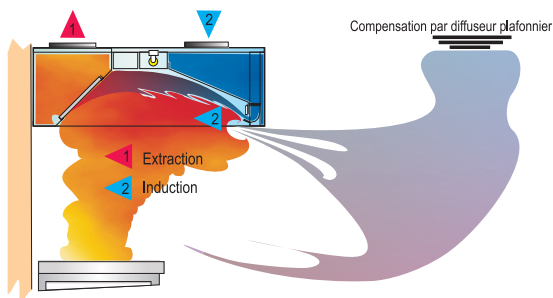 1
2
Compensation par diffuseur plafonnier
2
1 Extraction
2 Induction